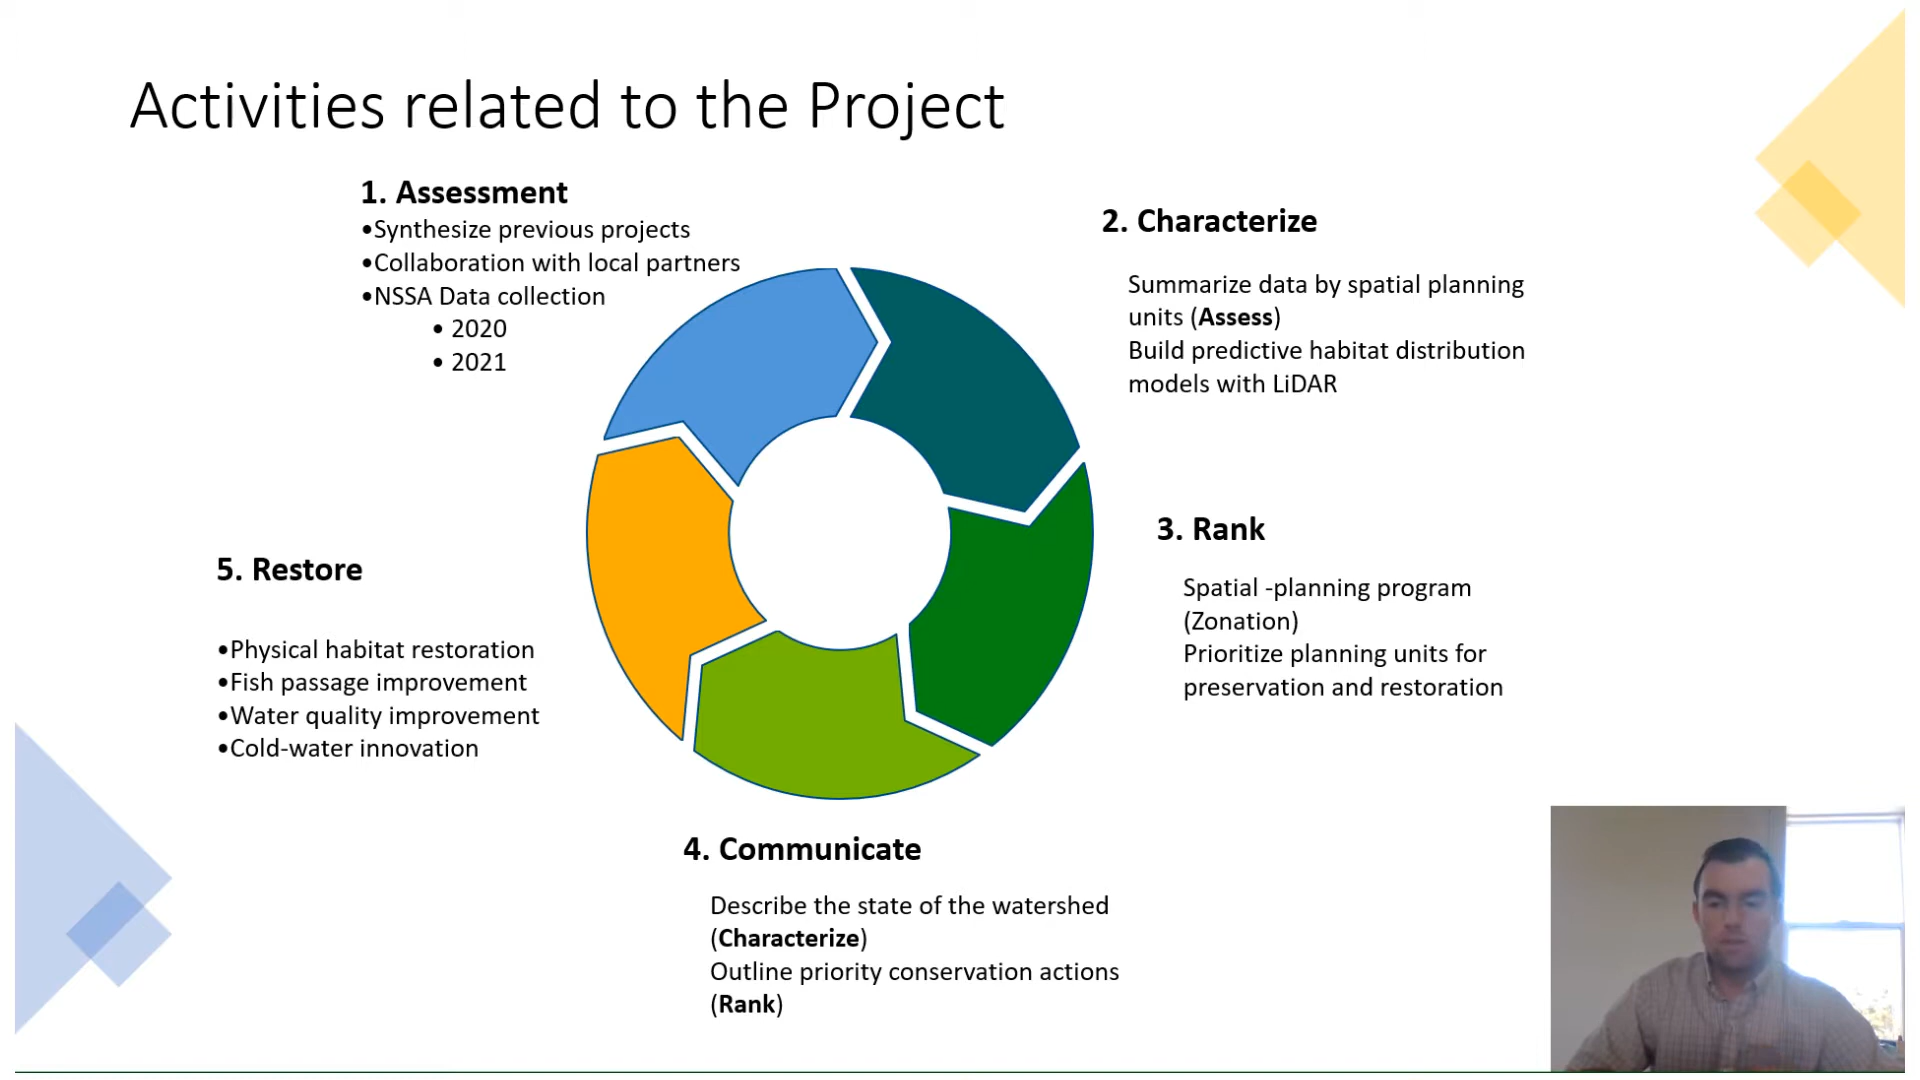 Activities related to the Project
1. Assessment
•Synthesize previous projects
•Collaboration with local partners
•NSSA Data collection
• 2020
• 2021
2. Characterize
Summarize data by spatial planning
units (Assess)
Build predictive habitat distribution
models with LiDAR
3. Rank
Spatial -planning program
(Zonation)
Prioritize planning units for
preservation and restoration
4. Communicate
Describe the state of the watershed
(Characterize)
Outline priority conservation actions
(Rank)
5. Restore
•Physical habitat restoration
•Fish passage improvement
•Water quality improvement
•Cold-water innovation